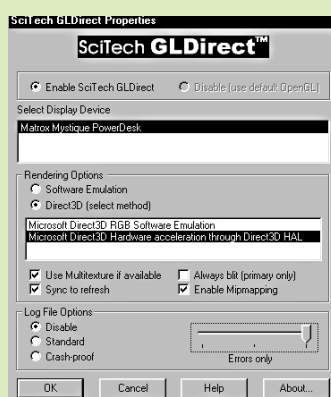 SciTech GLDirect Properties
SciTech GLDirect™
Enable SciTech GLDirect
Disable (use default OpenGL)
Select Display Device
Matrox Mystique PowerDesk
Rendering Options
Software Emulation
Direct3D (select method)
Microsoft Direct3D RGB Software Emulation
Microsoft Direct3D Hardware acceleration through Direct3D HAL
Use Multitexture if available
Always blit (primary only)
Sync to refresh
Enable Mipmapping
Log File Options
Disable
Standard
Crash-proof
Errors only
OK
Cancel
Help
About...